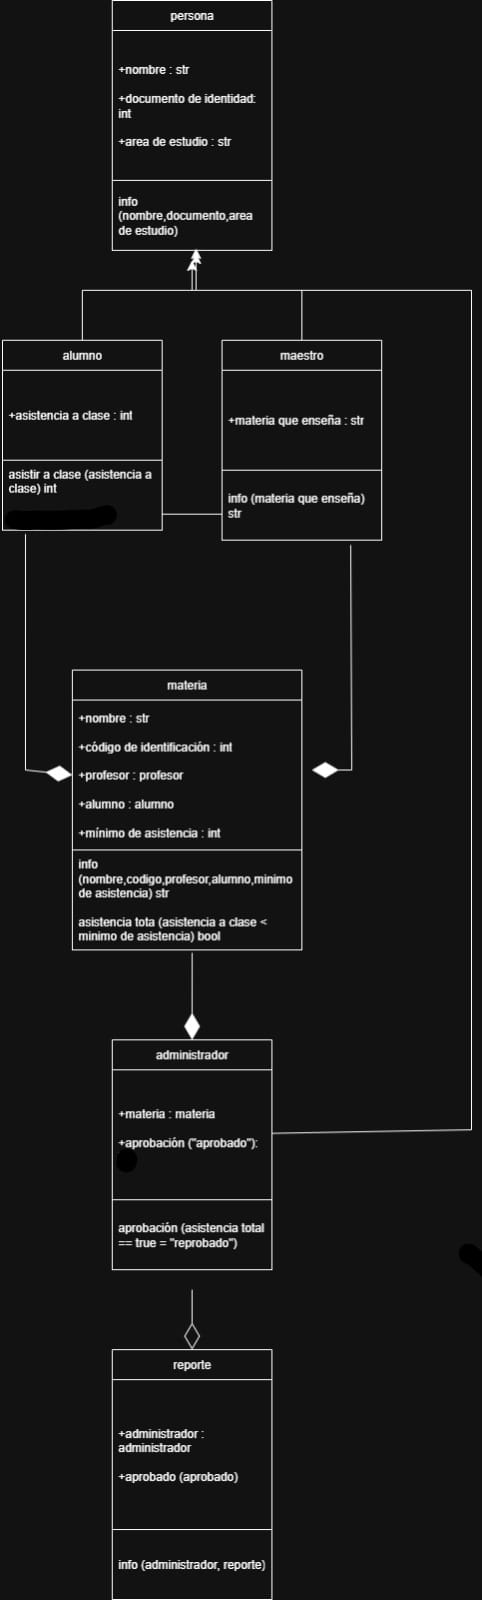 persona
+nombre : str
+documento de identidad:
int
+area de estudio : str
info
(nombre,documento,area
de estudio)
alumno
+asistencia a clase : int
asistir a clase (asistencia a
clase) int
maestro
+materia que enseña : str
info (materia que enseña)
str
materia
+nombre : str
+código de identificación : int
+profesor : profesor
+alumno : alumno
+mínimo de asistencia : int
info
(nombre,codigo,profesor,alumno,minimo
de asistencia) str
asistencia tota (asistencia a clase <
minimo de asistencia) bool
administrador
+materia : materia
+aprobación ("aprobado"):
aprobación (asistencia total
== true = "reprobado")
reporte
+administrador :
administrador
+aprobado (aprobado)
info (administrador, reporte)